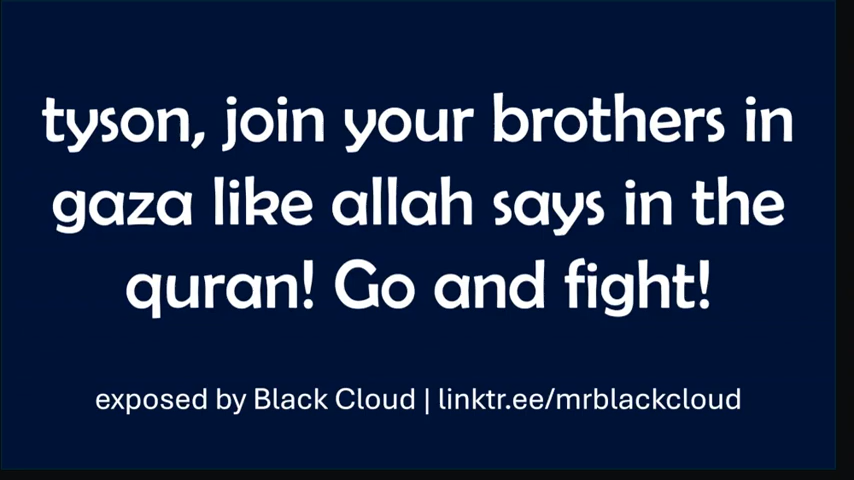 tyson, join your brothers in
gaza like allah says in the
quran! Go and fight!
exposed by Black Cloud | linktr.ee/mrblackcloud